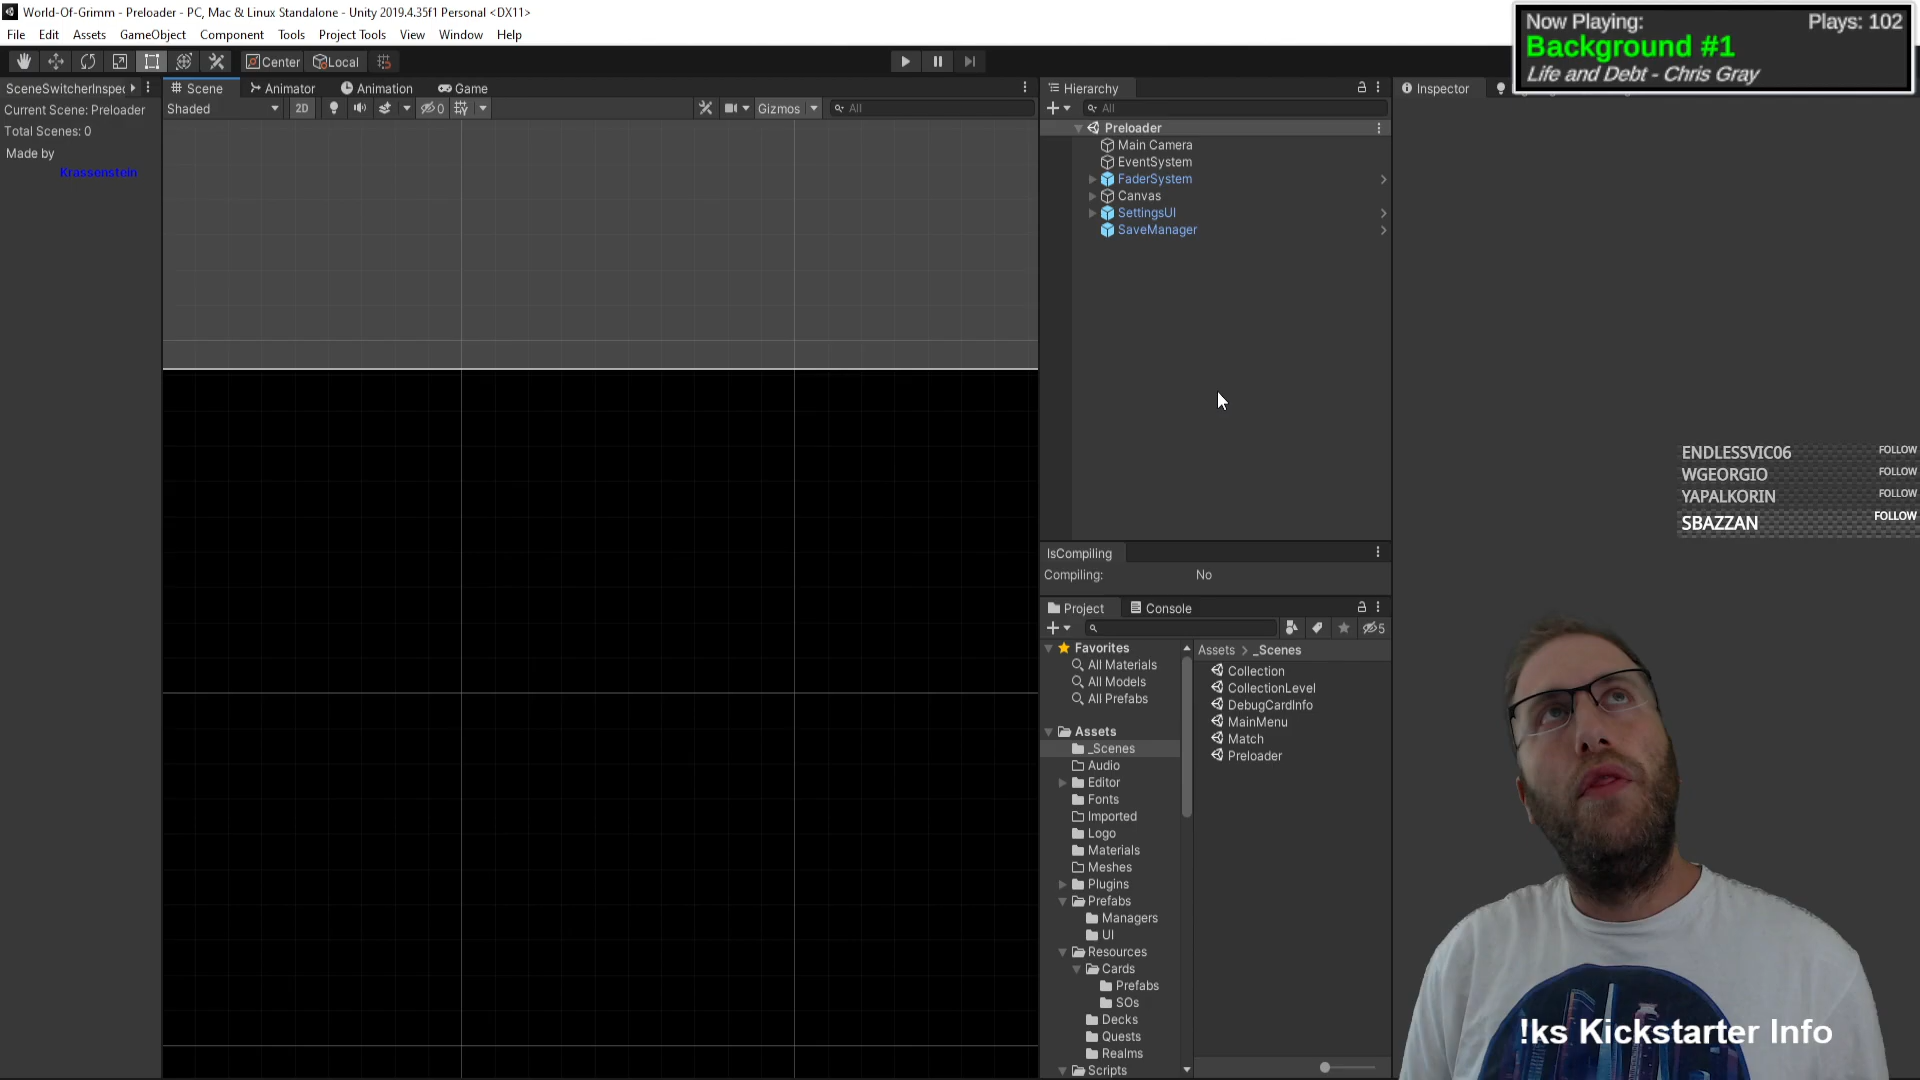 World-Of-Grimm - Preloader - PC, Mac & Linux Standalone - Unity 2019.4.35f1 Personal <DX11>
File Edit Assets GameObject Component Tools Project Tools View Window Help
Center Local
Now Playing: Plays: 102
Background #1
Life and Debt - Chris Gray
SceneSwitcherInspec
Current Scene: Preloader
Total Scenes: 0
Made by
Krassenstein
Scene Animator Animation Game
Shaded 2D 0 Gizmos All
Hierarchy
All
Preloader
Main Camera
EventSystem
FaderSystem
Canvas
SettingsUI
SaveManager
Inspector
IsCompiling
Compiling: No
Project Console
5
Favorites
All Materials
All Models
All Prefabs
Assets
_Scenes
Audio
Editor
Fonts
Imported
Logo
Materials
Meshes
Plugins
Prefabs
Managers
UI
Resources
Cards
Prefabs
SOs
Decks
Quests
Realms
Scripts
Assets > _Scenes
Collection
CollectionLevel
DebugCardInfo
MainMenu
Match
Preloader
ENDLESSVIC06 FOLLOW
WGEORGIO FOLLOW
YAPALKORIN FOLLOW
SBAZZAN FOLLOW
!ks Kickstarter Info